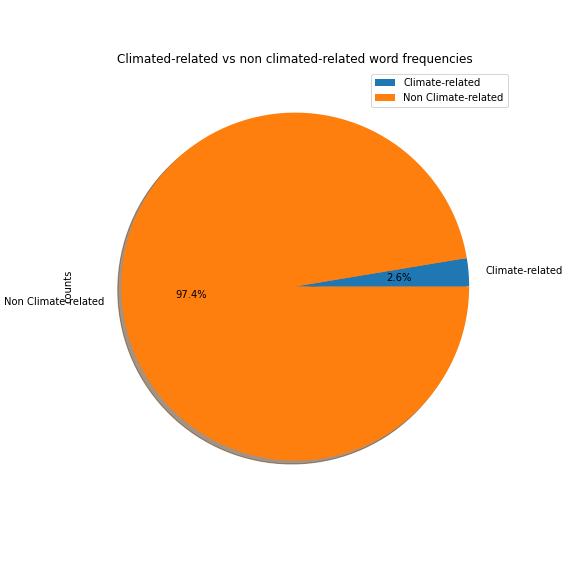 Climated-related vs non climated-related word frequencies
Climate-related
Non Climate-related
Climate-related
2.6%
counts
97.4%
Non Climate-related